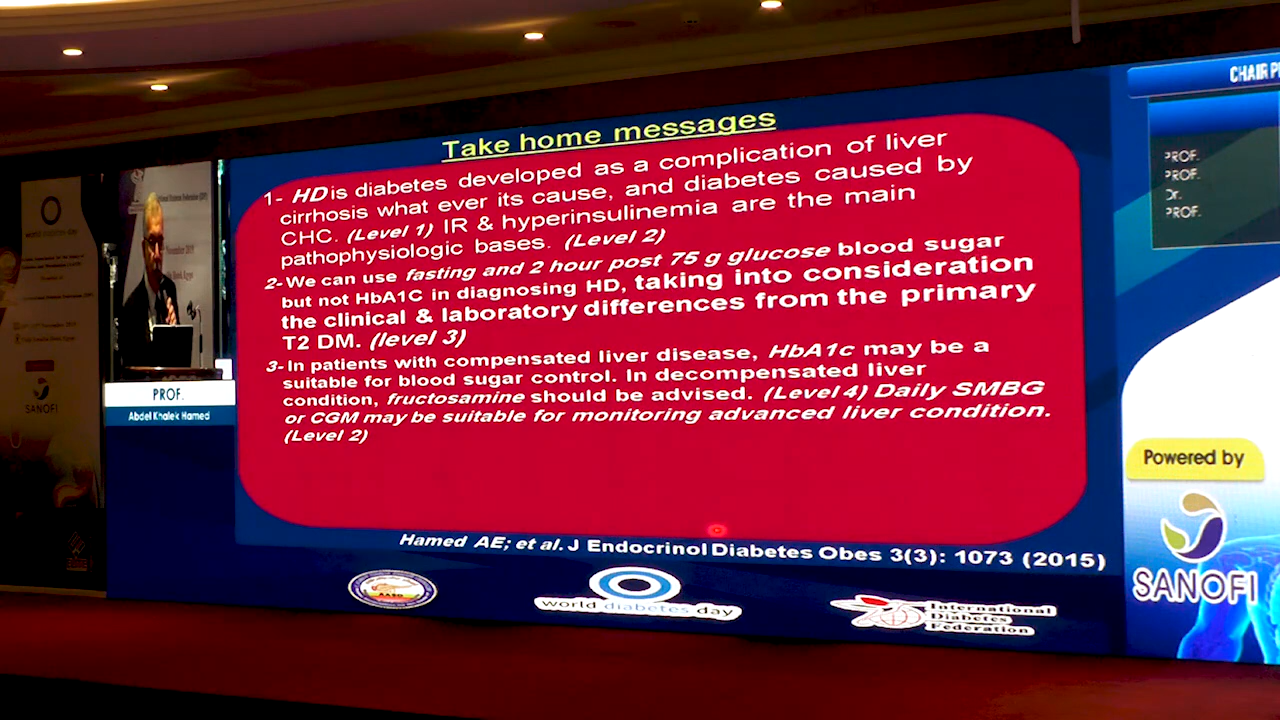 Take home messages
1- HD is diabetes developed as a complication of liver
cirrhosis what ever its cause, and diabetes caused by
CHC. (Level 1) IR & hyperinsulinemia are the main
pathophysiologic bases. (Level 2)
2- We can use fasting and 2 hour post 75 g glucose blood sugar
but not HbA1C in diagnosing HD, taking into consideration
the clinical & laboratory differences from the primary
T2 DM. (level 3)
3- In patients with compensated liver disease, HbA1c may be a
suitable for blood sugar control. In decompensated liver
condition, fructosamine should be advised. (Level 4) Daily SMBG
or CGM may be suitable for monitoring advanced liver condition.
(Level 2)
Hamed AE; et al. J Endocrinol Diabetes Obes 3(3): 1073 (2015)
world diabetes day
International
Diabetes
Federation
PROF.
Abdel Khalek Hamed
CHAIR
PROF.
PROF.
Dr.
PROF.
Powered by
SANOFI
world diabetes day
SANOFI